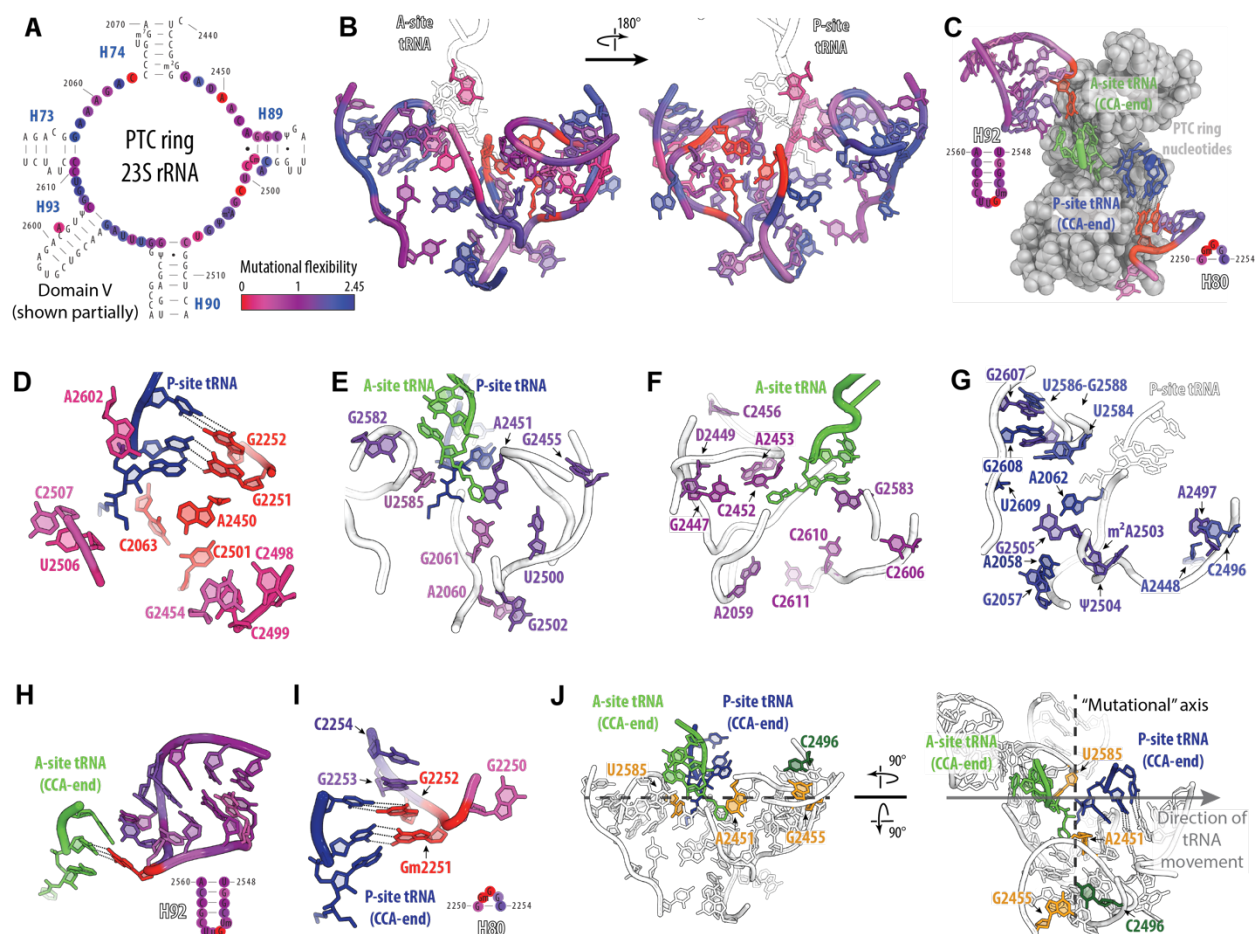 A
2070
m⁷
2440
m²G
H74
2060
2450
H73
H89
PTC ring
23S rRNA
2610
2500
H93
2600
2510
Domain V
(shown partially)
H90
Mutational flexibility
0
1
2.45
B
A-site
tRNA
180°
P-site
tRNA
C
A-site tRNA
(CCA-end)
PTC ring
nucleotides
H92
2560
2548
P-site tRNA
(CCA-end)
2250
2254
H80
D
P-site tRNA
A2602
G2252
C2507
G2251
A2450
U2506
C2063
C2501
C2498
G2454
C2499
E
A-site tRNA
P-site tRNA
G2582
A2451
G2455
U2585
G2061
U2500
A2060
G2502
F
A-site tRNA
C2456
D2449
A2453
G2583
G2447
C2452
C2610
C2606
A2059
C2611
G
G2607
U2586-G2588
P-site tRNA
U2584
G2608
A2062
U2609
A2497
G2505
m²A2503
A2058
C2496
G2057
A2448
Ψ2504
H
A-site tRNA
(CCA-end)
2560
2548
H92
I
C2254
G2253
G2252
G2250
Gm2251
P-site tRNA
(CCA-end)
2250
2254
H80
J
A-site tRNA
(CCA-end)
P-site tRNA
(CCA-end)
C2496
U2585
A2451
G2455
90°
90°
"Mutational" axis
A-site tRNA
(CCA-end)
P-site tRNA
(CCA-end)
U2585
Direction of
tRNA
movement
A2451
G2455
C2496